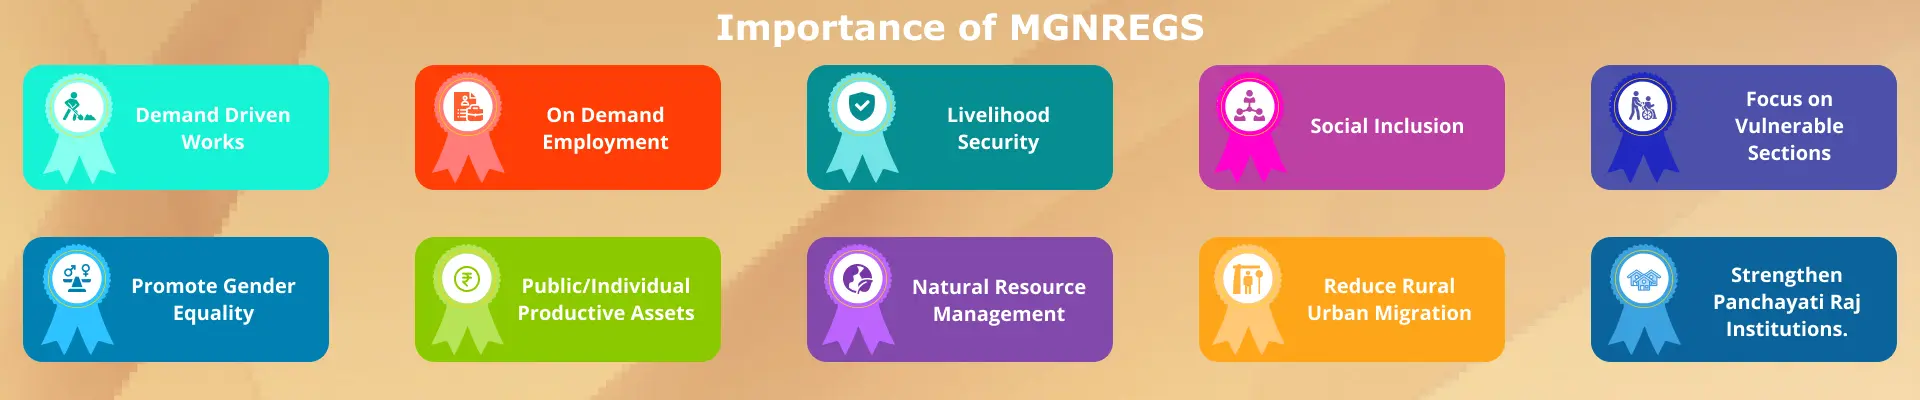 Importance of MGNREGS
Demand Driven
Works
On Demand
Employment
Livelihood
Security
Social Inclusion
Focus on
Vulnerable
Sections
Promote Gender
Equality
Public/Individual
Productive Assets
Natural Resource
Management
Reduce Rural
Urban Migration
Strengthen
Panchayati Raj
Institutions.